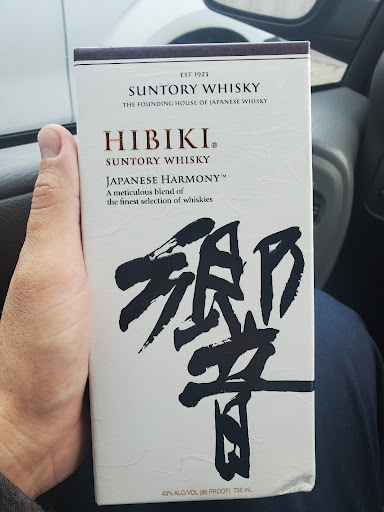 EST 1923
SUNTORY WHISKY
THE FOUNDING HOUSE OF JAPANESE WHISKY
HIBIKI®
SUNTORY WHISKY
JAPANESE HARMONY™
A meticulous blend of
the finest selection of whiskies
響
43% ALC/VOL (86 PROOF) 750 mL